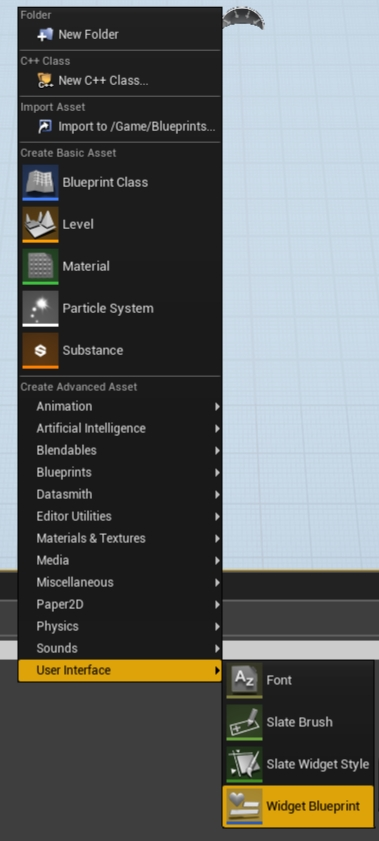 Folder
New Folder
C++ Class
New C++ Class...
Import Asset
Import to /Game/Blueprints...
Create Basic Asset
Blueprint Class
Level
Material
Particle System
Substance
Create Advanced Asset
Animation
Artificial Intelligence
Blendables
Blueprints
Datasmith
Editor Utilities
Materials & Textures
Media
Miscellaneous
Paper2D
Physics
Sounds
User Interface
Font
Slate Brush
Slate Widget Style
Widget Blueprint